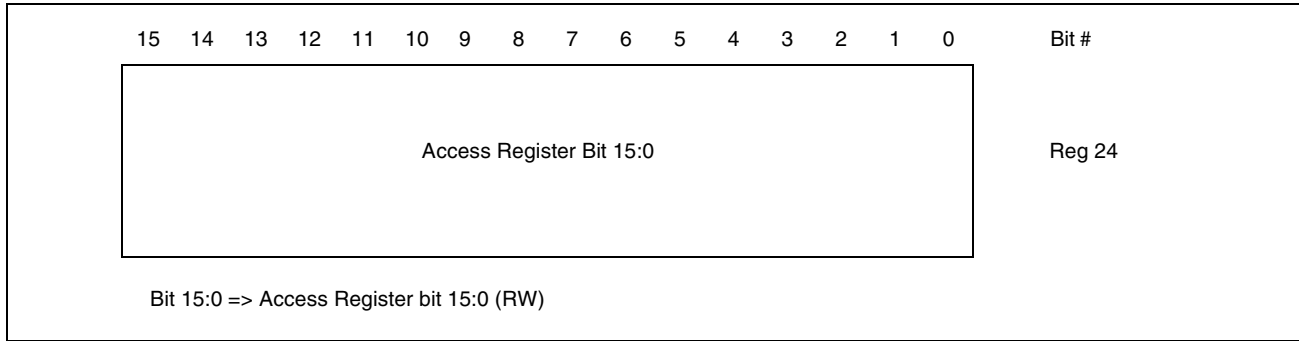 15 14 13 12 11 10 9 8 7 6 5 4 3 2 1 0 Bit #
Access Register Bit 15:0 Reg 24
Bit 15:0 => Access Register bit 15:0 (RW)